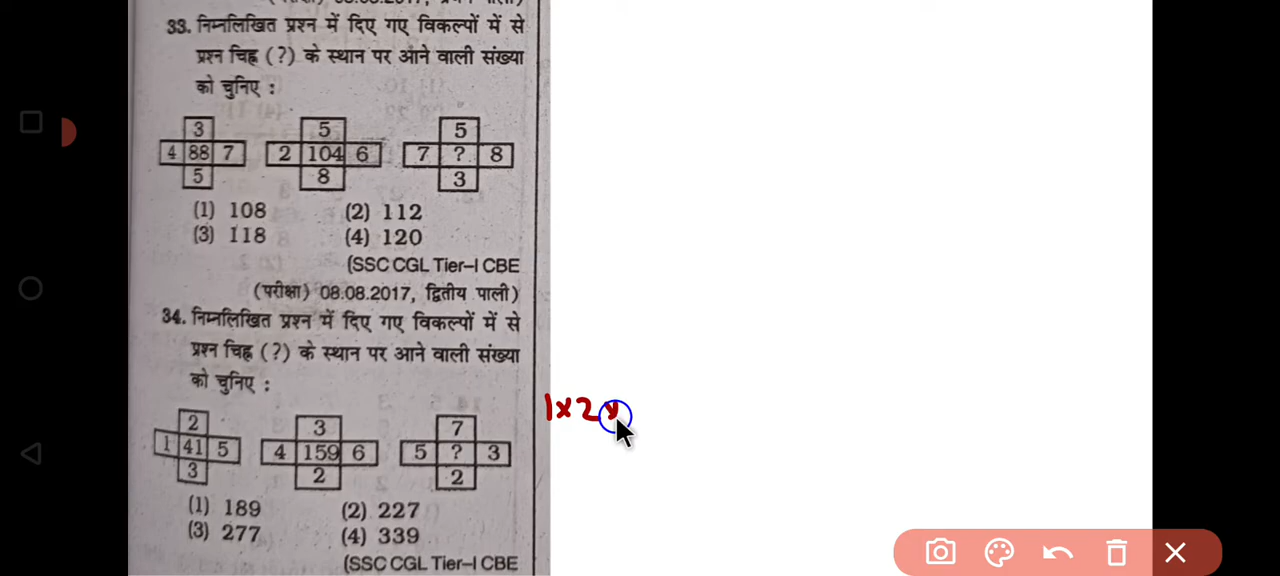 33. निम्नलिखित प्रश्न में दिए गए विकल्पों में से
प्रश्न चिह्न (?) के स्थान पर आने वाली संख्या
को चुनिए :
3 5 5
4 88 7 2 104 6 7 ? 8
5 8 3
(1) 108 (2) 112
(3) 118 (4) 120
(SSC CGL Tier–I CBE
(परीक्षा) 08.08.2017, द्वितीय पाली)
34. निम्नलिखित प्रश्न में दिए गए विकल्पों में से
प्रश्न चिह्न (?) के स्थान पर आने वाली संख्या
को चुनिए :
2 3 7
1 41 5 4 159 6 5 ? 3
3 2 2
1×2×
(1) 189 (2) 227
(3) 277 (4) 339
(SSC CGL Tier–I CBE